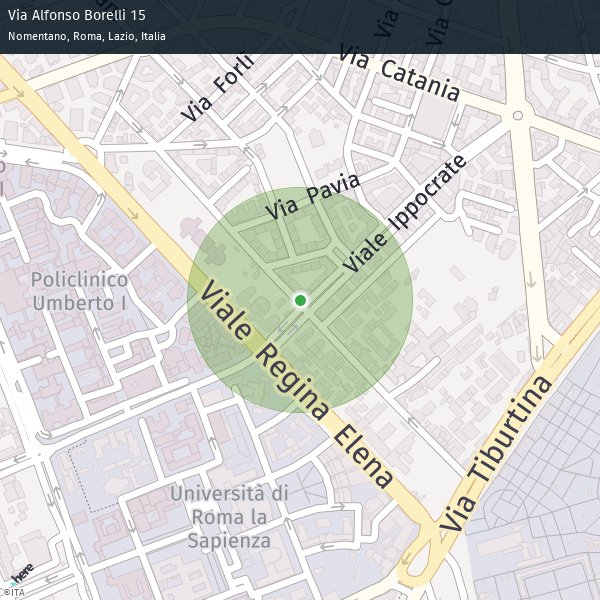 Via Alfonso Borelli 15
Nomentano, Roma, Lazio, Italia
Via Catania
Via Forlì
Via
Via Pavia
Viale Ippocrate
Policlinico
Umberto I
Viale Regina Elena
Via Tiburtina
Università di
Roma la
Sapienza
here
©ITA